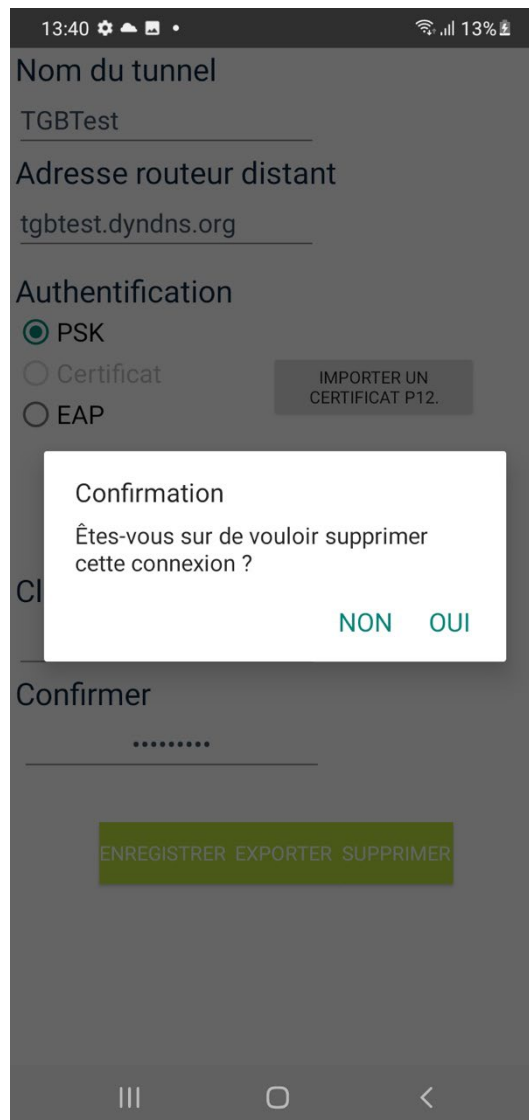 13:40 13%
Nom du tunnel
TGBTest
Adresse routeur distant
tgbtest.dyndns.org
Authentification
PSK
Certificat
IMPORTER UN
CERTIFICAT P12.
EAP
Confirmation
Êtes-vous sur de vouloir supprimer
cette connexion ?
NON OUI
Cl
Confirmer
•••••••••
ENREGISTRER EXPORTER SUPPRIMER